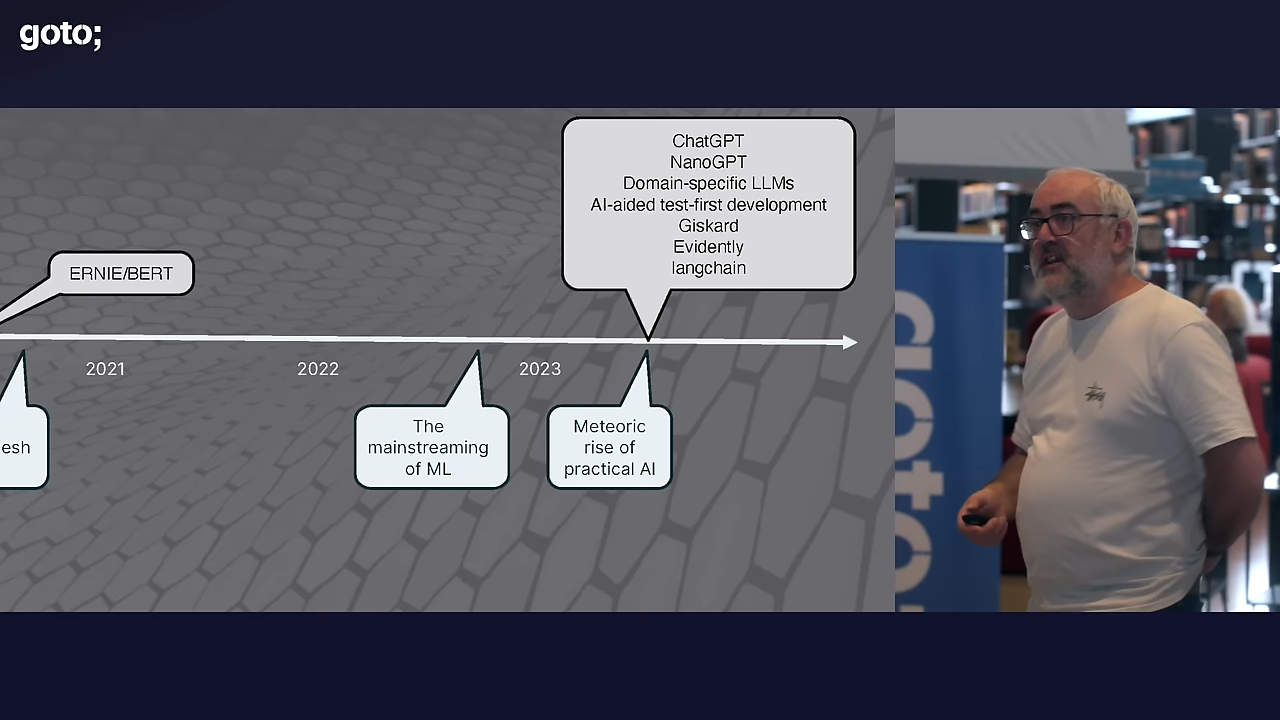 goto;
ChatGPT
NanoGPT
Domain-specific LLMs
AI-aided test-first development
Giskard
Evidently
langchain
ERNIE/BERT
2021
2022
2023
esh
The
mainstreaming
of ML
Meteoric
rise of
practical AI
goto;